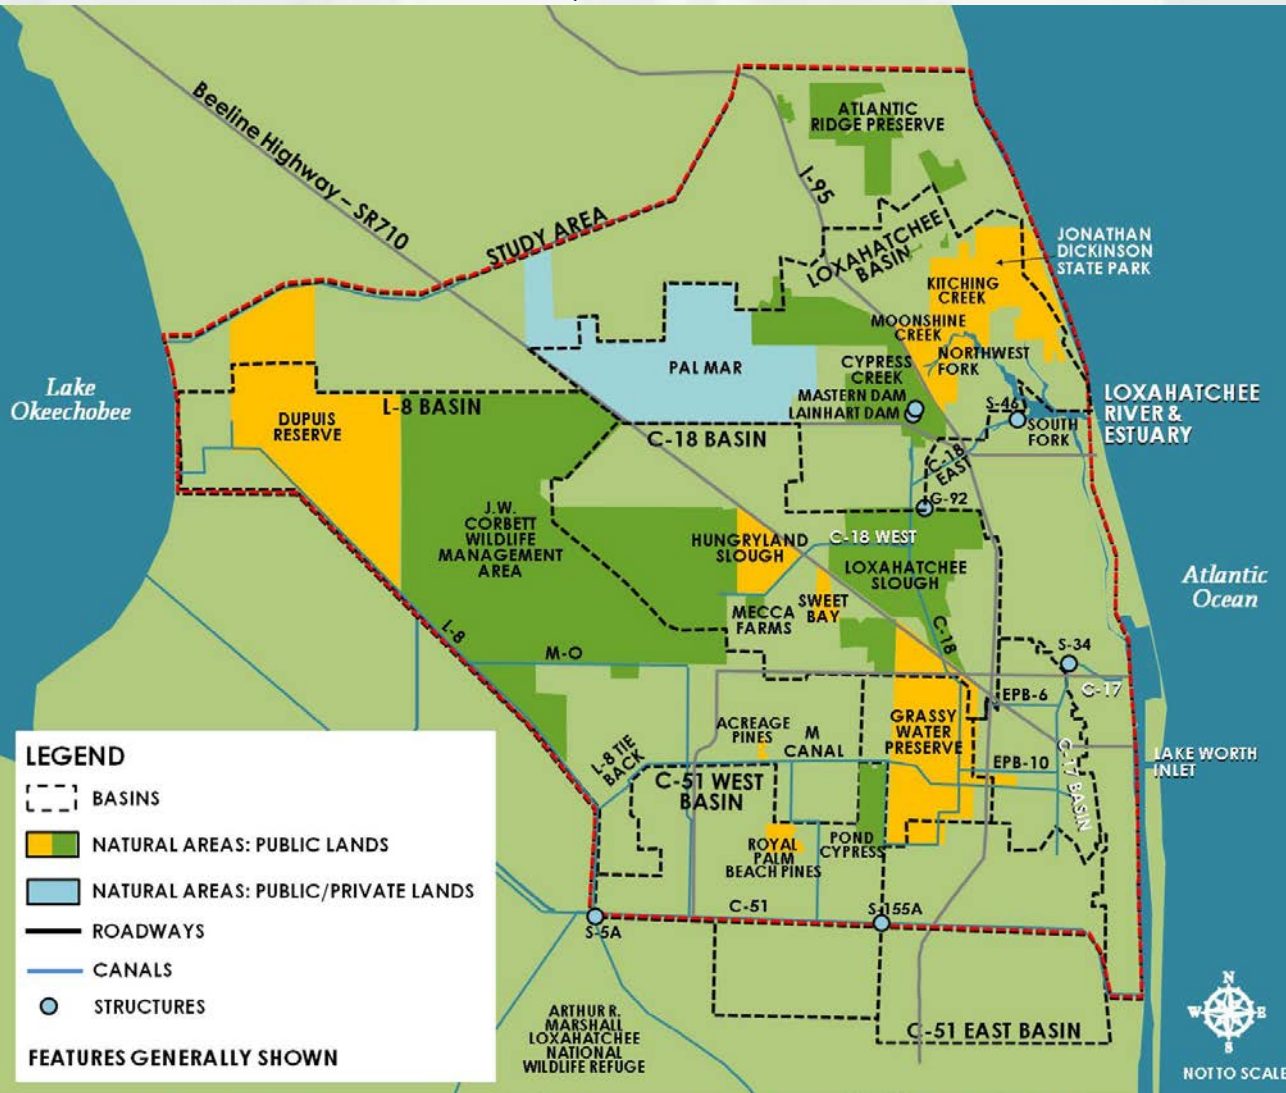 Beeline Highway – SR710
STUDY AREA
I-95
ATLANTIC
RIDGE PRESERVE
LOXAHATCHEE
BASIN
JONATHAN
DICKINSON
STATE PARK
KITCHING
CREEK
MOONSHINE
CREEK
NORTHWEST
FORK
PAL MAR
CYPRESS
CREEK
MASTERN DAM
LAINHART DAM
S-46
SOUTH
FORK
LOXAHATCHEE
RIVER &
ESTUARY
Lake
Okeechobee
DUPUIS
RESERVE
L-8 BASIN
C-18 BASIN
C-18
EAST
G-92
J.W.
CORBETT
WILDLIFE
MANAGEMENT
AREA
HUNGRYLAND
SLOUGH
C-18 WEST
LOXAHATCHEE
SLOUGH
Atlantic
Ocean
MECCA
FARMS
SWEET
BAY
C-18
L-8
M-O
S-34
C-17
EPB-6
ACREAGE
PINES
M
CANAL
GRASSY
WATER
PRESERVE
EPB-10
C-17 BASIN
LAKE WORTH
INLET
L-8 TIE
BACK
C-51 WEST
BASIN
ROYAL
PALM
BEACH PINES
POND
CYPRESS
C-51
S-155A
S-5A
ARTHUR R.
MARSHALL
LOXAHATCHEE
NATIONAL
WILDLIFE REFUGE
C-51 EAST BASIN
LEGEND
BASINS
NATURAL AREAS: PUBLIC LANDS
NATURAL AREAS: PUBLIC/PRIVATE LANDS
ROADWAYS
CANALS
STRUCTURES
FEATURES GENERALLY SHOWN
N
W E
S
NOT TO SCALE